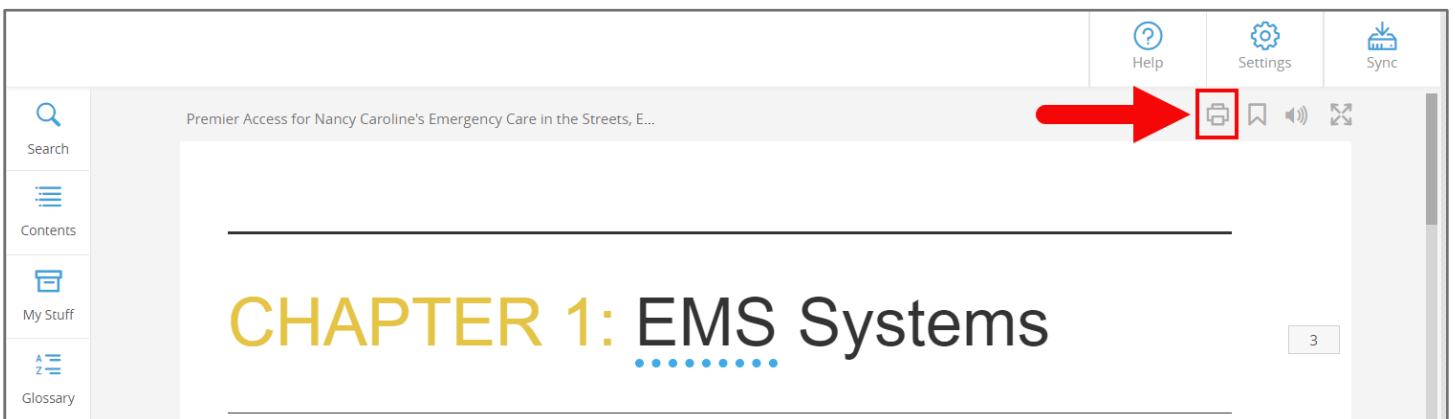 Help
Settings
Sync
Search
Premier Access for Nancy Caroline's Emergency Care in the Streets, E...
Contents
My Stuff
CHAPTER 1: EMS Systems
3
A
Z
Glossary